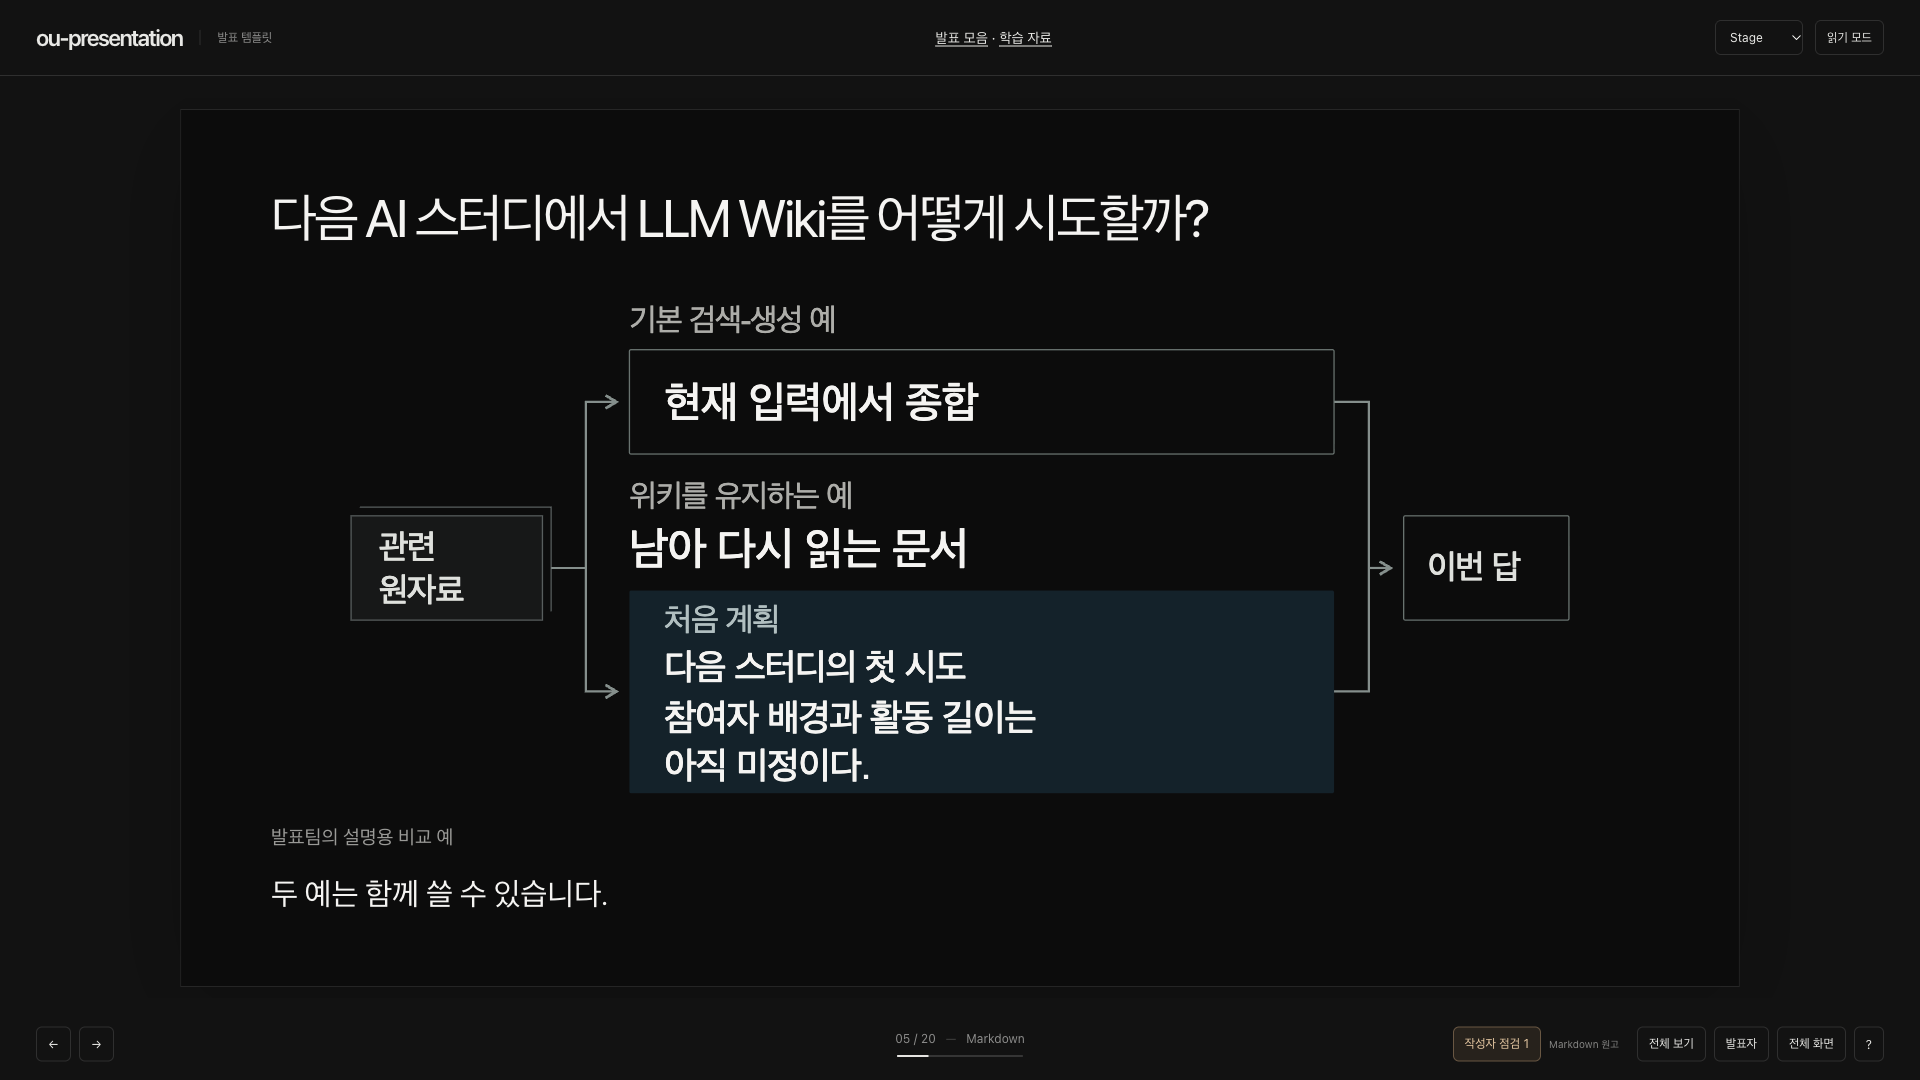 ou-presentation
발표 템플릿
발표 모음 · 학습 자료
Stage
읽기 모드
다음 AI 스터디에서 LLM Wiki를 어떻게 시도할까?
기본 검색-생성 예
현재 입력에서 종합
위키를 유지하는 예
남아 다시 읽는 문서
관련
원자료
이번 답
처음 계획
다음 스터디의 첫 시도
참여자 배경과 활동 길이는
아직 미정이다.
발표팀의 설명용 비교 예
두 예는 함께 쓸 수 있습니다.
← →
05 / 20 — Markdown
작성자 점검 1
Markdown 원고
전체 보기
발표자
전체 화면
?